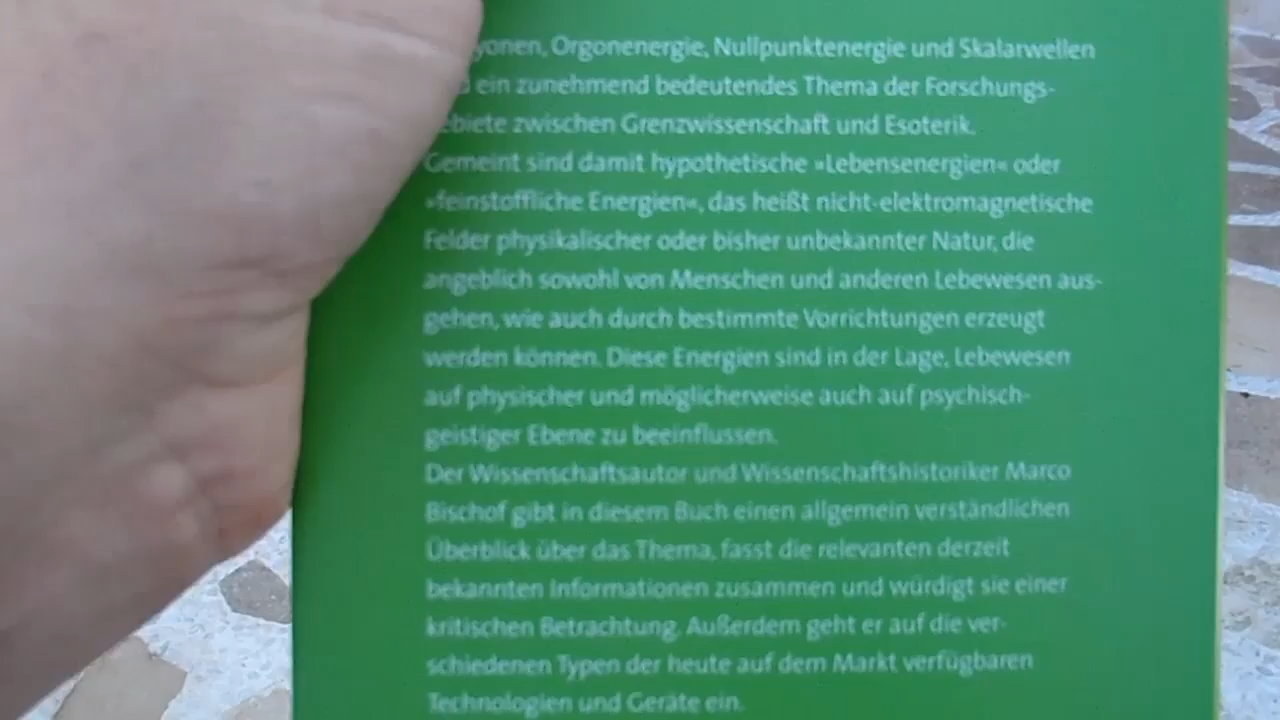 yonen, Orgonenergie, Nullpunktenergie und Skalarwellen
ein zunehmend bedeutendes Thema der Forschungs-
ebiete zwischen Grenzwissenschaft und Esoterik.
Gemeint sind damit hypothetische »Lebensenergien« oder
»feinstoffliche Energien«, das heißt nicht-elektromagnetische
Felder physikalischer oder bisher unbekannter Natur, die
angeblich sowohl von Menschen und anderen Lebewesen aus-
gehen, wie auch durch bestimmte Vorrichtungen erzeugt
werden können. Diese Energien sind in der Lage, Lebewesen
auf physischer und möglicherweise auch auf psychisch-
geistiger Ebene zu beeinflussen.
Der Wissenschaftsautor und Wissenschaftshistoriker Marco
Bischof gibt in diesem Buch einen allgemein verständlichen
Überblick über das Thema, fasst die relevanten derzeit
bekannten Informationen zusammen und würdigt sie einer
kritischen Betrachtung. Außerdem geht er auf die ver-
schiedenen Typen der heute auf dem Markt verfügbaren
Technologien und Geräte ein.